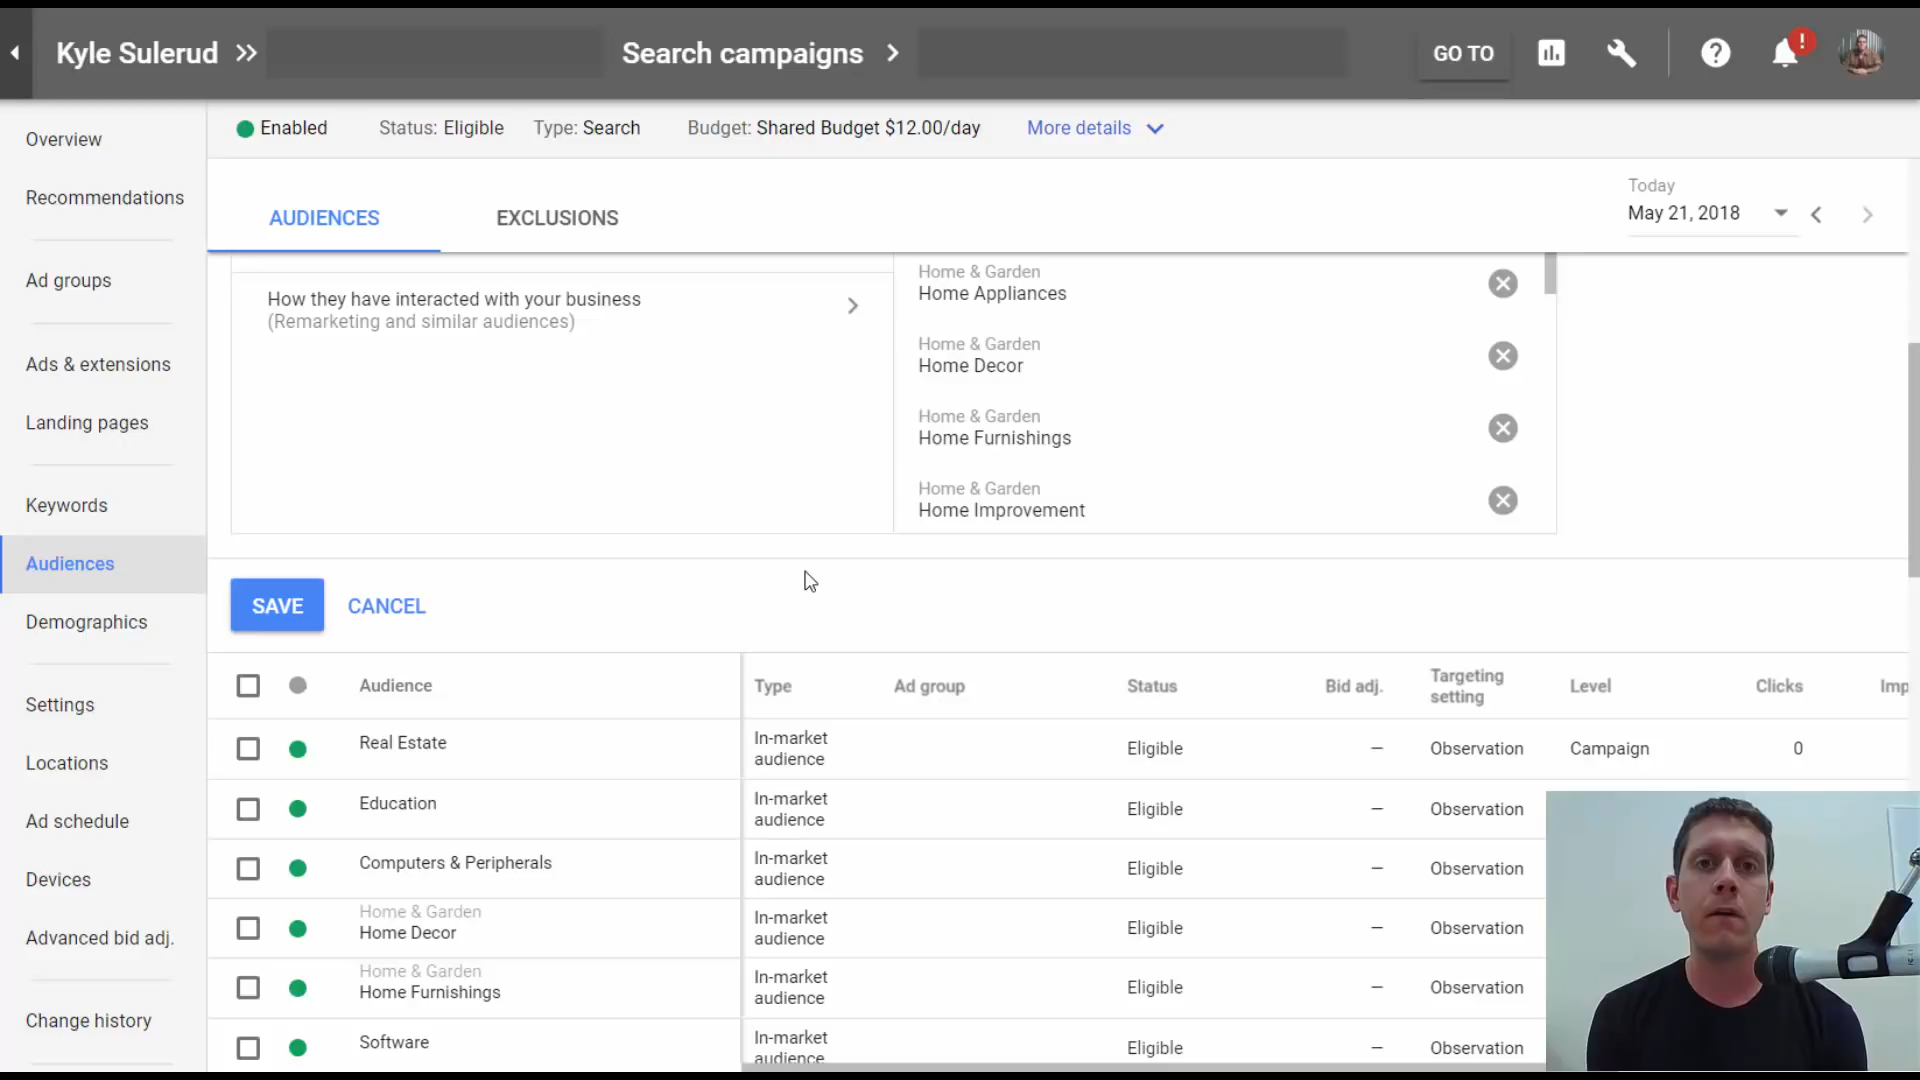 Kyle Sulerud
Search campaigns
GO TO
!
Enabled
Status: Eligible
Type: Search
Budget: Shared Budget $12.00/day
More details
Overview
Recommendations
Ad groups
Ads & extensions
Landing pages
Keywords
Audiences
Demographics
Settings
Locations
Ad schedule
Devices
Advanced bid adj.
Change history
AUDIENCES
EXCLUSIONS
Today
May 21, 2018
How they have interacted with your business
(Remarketing and similar audiences)
Home & Garden
Home Appliances
Home & Garden
Home Decor
Home & Garden
Home Furnishings
Home & Garden
Home Improvement
SAVE
CANCEL
Audience
Type
Ad group
Status
Bid adj.
Targeting
setting
Level
Clicks
Imp
Real Estate
In-market
audience
Eligible
—
Observation
Campaign
0
Education
In-market
audience
Eligible
—
Observation
Computers & Peripherals
In-market
audience
Eligible
—
Observation
Home & Garden
Home Decor
In-market
audience
Eligible
—
Observation
Home & Garden
Home Furnishings
In-market
audience
Eligible
—
Observation
Software
In-market
audience
Eligible
—
Observation